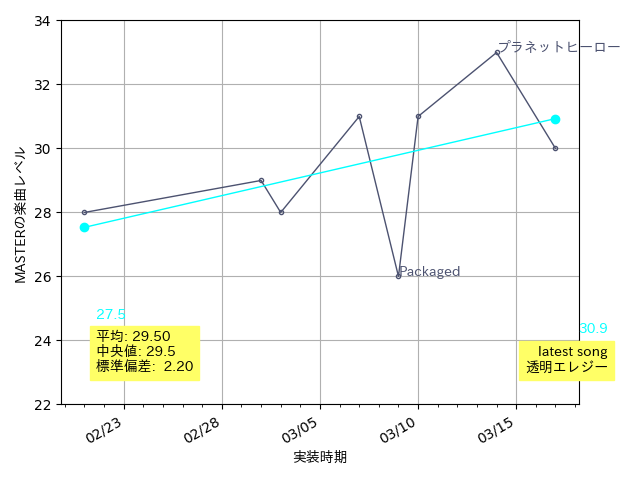 34
プラネットヒーロー
32
30
28
26
Packaged
27.5
30.9
平均: 29.50
中央値: 29.5
標準偏差: 2.20
latest song
透明エレジー
24
22
02/23
02/28
03/05
03/10
03/15
実装時期
MASTERの楽曲レベル